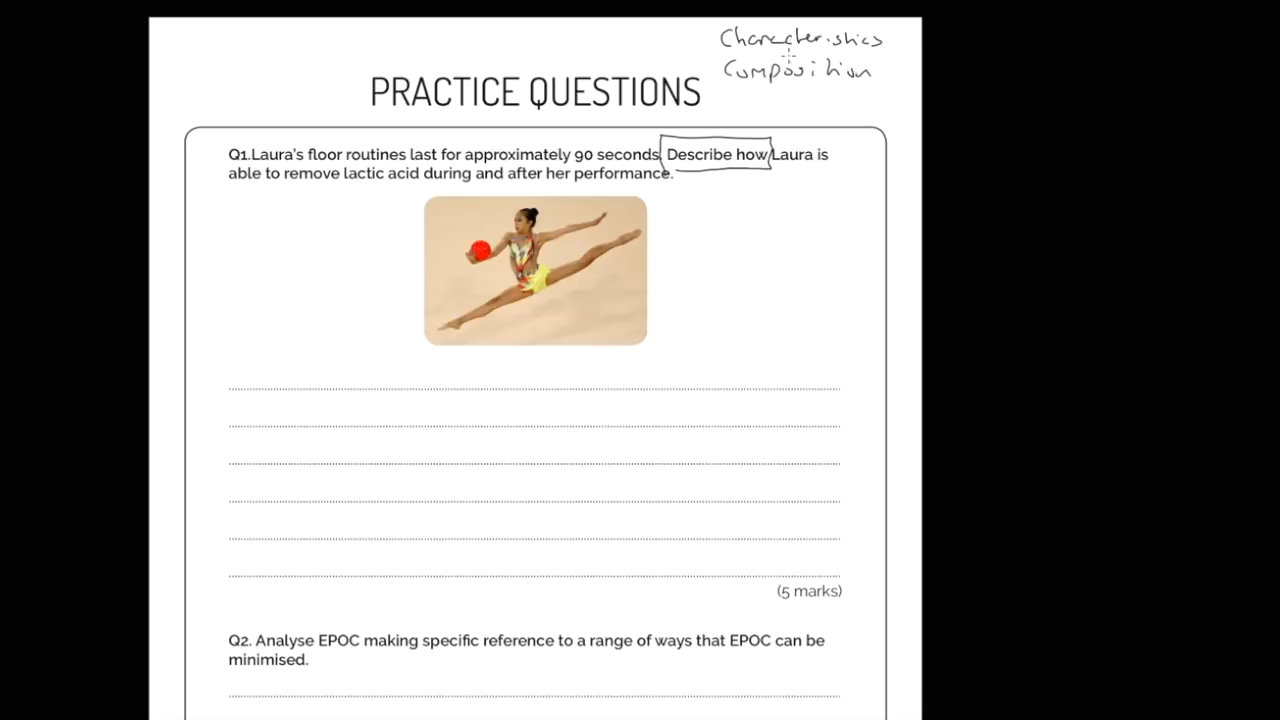 Characteristics
Composition
PRACTICE QUESTIONS
Q1.Laura's floor routines last for approximately 90 seconds. Describe how Laura is
able to remove lactic acid during and after her performance.
(5 marks)
Q2. Analyse EPOC making specific reference to a range of ways that EPOC can be
minimised.